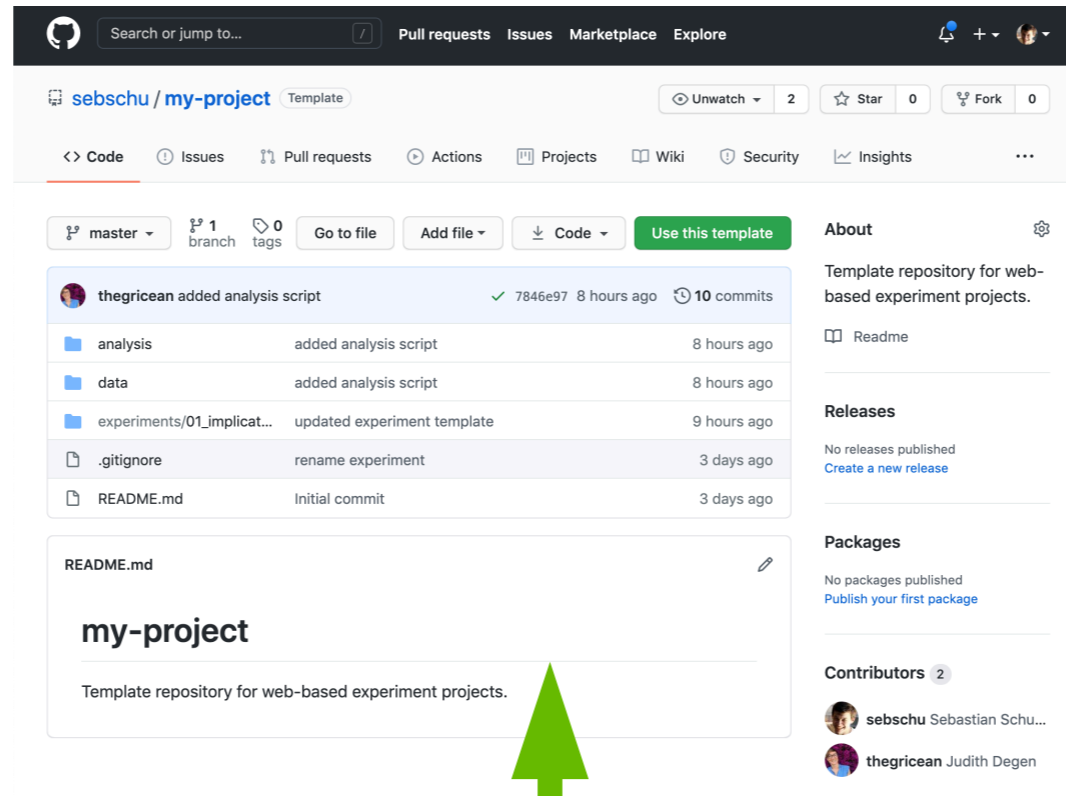 Search or jump to... / Pull requests Issues Marketplace Explore
sebschu / my-project Template Unwatch 2 Star 0 Fork 0
<> Code Issues Pull requests Actions Projects Wiki Security Insights ...
master 1 branch 0 tags Go to file Add file Code Use this template
thegricean added analysis script 7846e97 8 hours ago 10 commits
analysis added analysis script 8 hours ago
data added analysis script 8 hours ago
experiments/01_implicat... updated experiment template 9 hours ago
.gitignore rename experiment 3 days ago
README.md Initial commit 3 days ago
README.md
my-project
Template repository for web-based experiment projects.
About
Template repository for web-
based experiment projects.
Readme
Releases
No releases published
Create a new release
Packages
No packages published
Publish your first package
Contributors 2
sebschu Sebastian Schu...
thegricean Judith Degen